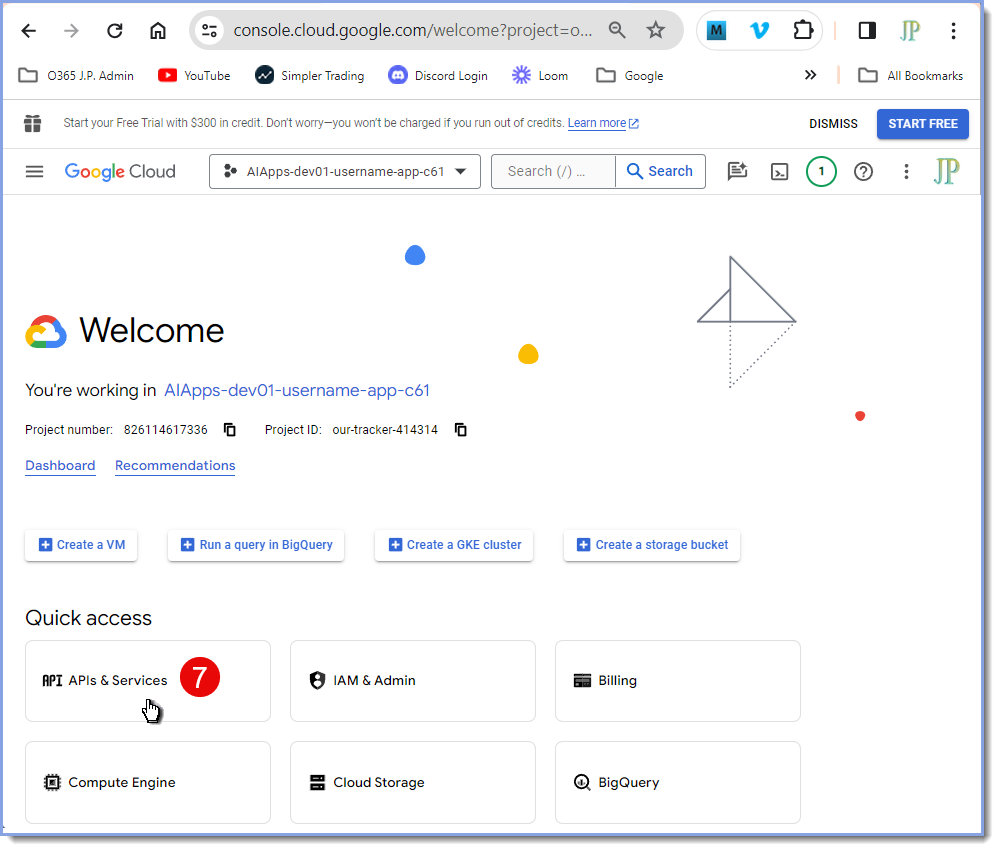 console.cloud.google.com/welcome?project=o...
M
JP
O365 J.P. Admin YouTube Simpler Trading Discord Login Loom Google » All Bookmarks
Start your Free Trial with $300 in credit. Don't worry—you won't be charged if you run out of credits. Learn more DISMISS START FREE
Google Cloud AIApps-dev01-username-app-c61 Search (/) ... Search 1 ? JP
Welcome
You're working in AIApps-dev01-username-app-c61
Project number: 826114617336 Project ID: our-tracker-414314
Dashboard Recommendations
Create a VM Run a query in BigQuery Create a GKE cluster Create a storage bucket
Quick access
API APIs & Services 7 IAM & Admin Billing
Compute Engine Cloud Storage BigQuery